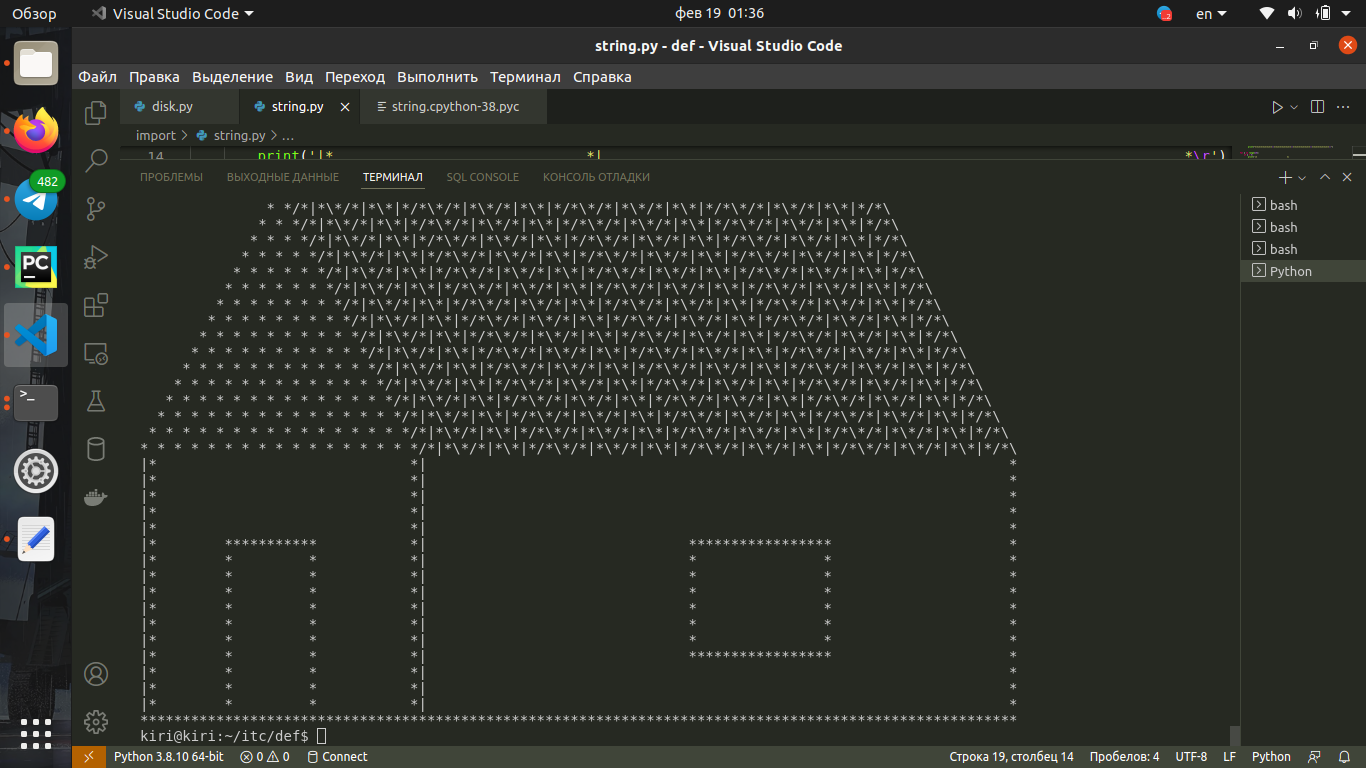 Обзор
Visual Studio Code
фев 19 01:36
2
en
string.py - def - Visual Studio Code
Файл Правка Выделение Вид Переход Выполнить Терминал Справка
482
PC
>_
disk.py
string.py
string.cpython-38.pyc
import > string.py > ...
14 print('|* *| *\r')
ПРОБЛЕМЫ ВЫХОДНЫЕ ДАННЫЕ ТЕРМИНАЛ SQL CONSOLE КОНСОЛЬ ОТЛАДКИ
bash
bash
bash
Python
kiri@kiri:~/itc/def$
Python 3.8.10 64-bit 0 0 Connect
Строка 19, столбец 14 Пробелов: 4 UTF-8 LF Python